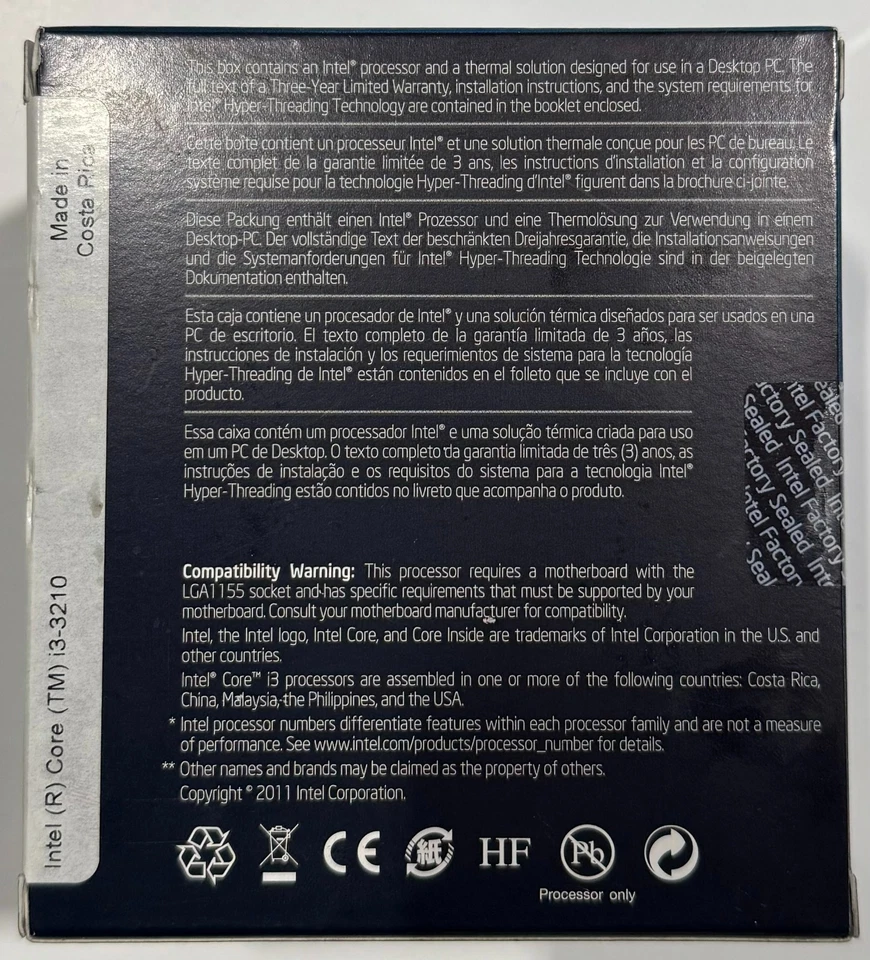 This box contains an Intel® processor and a thermal solution designed for use in a Desktop PC. The
full text of a Three-Year Limited Warranty, installation instructions, and the system requirements for
Intel® Hyper-Threading Technology are contained in the booklet enclosed.
Cette boîte contient un processeur Intel® et une solution thermale conçue pour les PC de bureau. Le
texte complet de la garantie limitée de 3 ans, les instructions d'installation et la configuration
système requise pour la technologie Hyper-Threading d'Intel® figurent dans la brochure ci-jointe.
Diese Packung enthält einen Intel® Prozessor und eine Thermolösung zur Verwendung in einem
Desktop-PC. Der vollständige Text der beschränkten Dreijahresgarantie, die Installationsanweisungen
und die Systemanforderungen für Intel® Hyper-Threading Technologie sind in der beigelegten
Dokumentation enthalten.
Esta caja contiene un procesador de Intel® y una solución térmica diseñados para ser usados en una
PC de escritorio. El texto completo de la garantía limitada de 3 años, las
instrucciones de instalación y los requerimientos de sistema para la tecnología
Hyper-Threading de Intel® están contenidos en el folleto que se incluye con el
producto.
Essa caixa contém um processador Intel® e uma solução térmica criada para uso
em um PC de Desktop. O texto completo da garantia limitada de três (3) anos, as
instruções de instalação e os requisitos do sistema para a tecnologia Intel®
Hyper-Threading estão contidos no livreto que acompanha o produto.
Compatibility Warning: This processor requires a motherboard with the
LGA1155 socket and has specific requirements that must be supported by your
motherboard. Consult your motherboard manufacturer for compatibility.
Intel, the Intel logo, Intel Core, and Core Inside are trademarks of Intel Corporation in the U.S. and
other countries.
Intel® Core™ i3 processors are assembled in one or more of the following countries: Costa Rica,
China, Malaysia, the Philippines, and the USA.
* Intel processor numbers differentiate features within each processor family and are not a measure
of performance. See www.intel.com/products/processor_number for details.
** Other names and brands may be claimed as the property of others.
Copyright © 2011 Intel Corporation.
CE 紙 HF Pb
Processor only
Made in
Costa Rica
Intel (R) Core (TM) i3-3210
Intel Factory
Factory Sealed
Sealed Intel Factory
Factory Sealed Int
Intel Factory